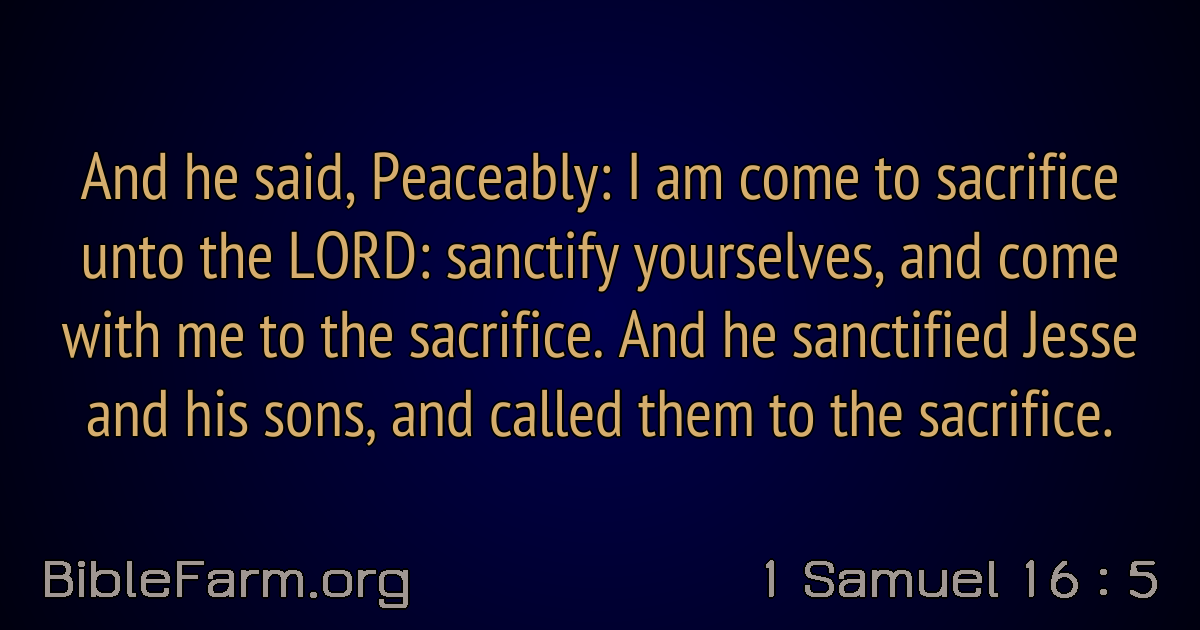 And he said, Peaceably: I am come to sacrifice
unto the LORD: sanctify yourselves, and come
with me to the sacrifice. And he sanctified Jesse
and his sons, and called them to the sacrifice.
BibleFarm.org
1 Samuel 16 : 5